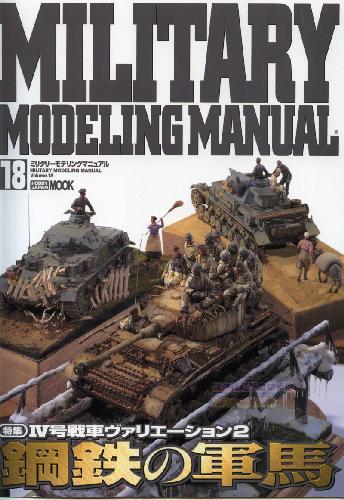 MILITARY
MODELING MANUAL
18
ミリタリーモデリングマニュアル
MILITARY MODELING MANUAL
Volume.18
HOBBY JAPAN MOOK
特集 IV号戦車ヴァリエーション2
鋼鉄の軍馬